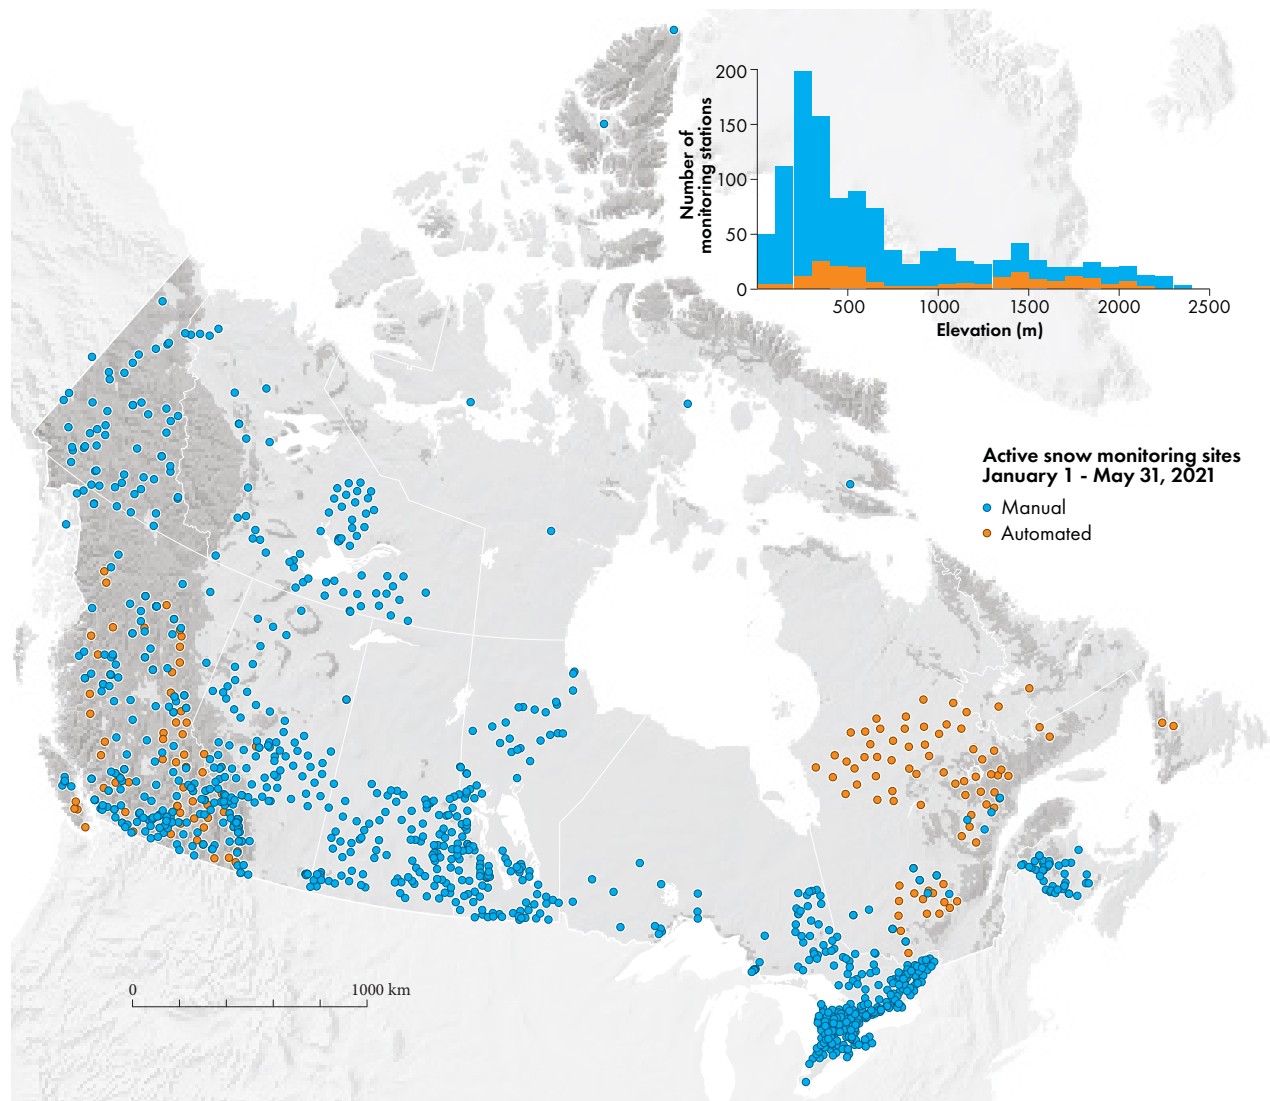 200
150
100
50
0
Number of
monitoring stations
500
1000
1500
2000
2500
Elevation (m)
Active snow monitoring sites
January 1 - May 31, 2021
Manual
Automated
0
1000 km